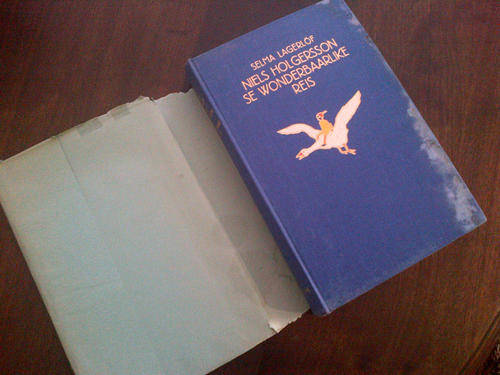 SELMA LAGERLÖF
NIELS HOLGERSSON
SE WONDERBAARLIKE
REIS